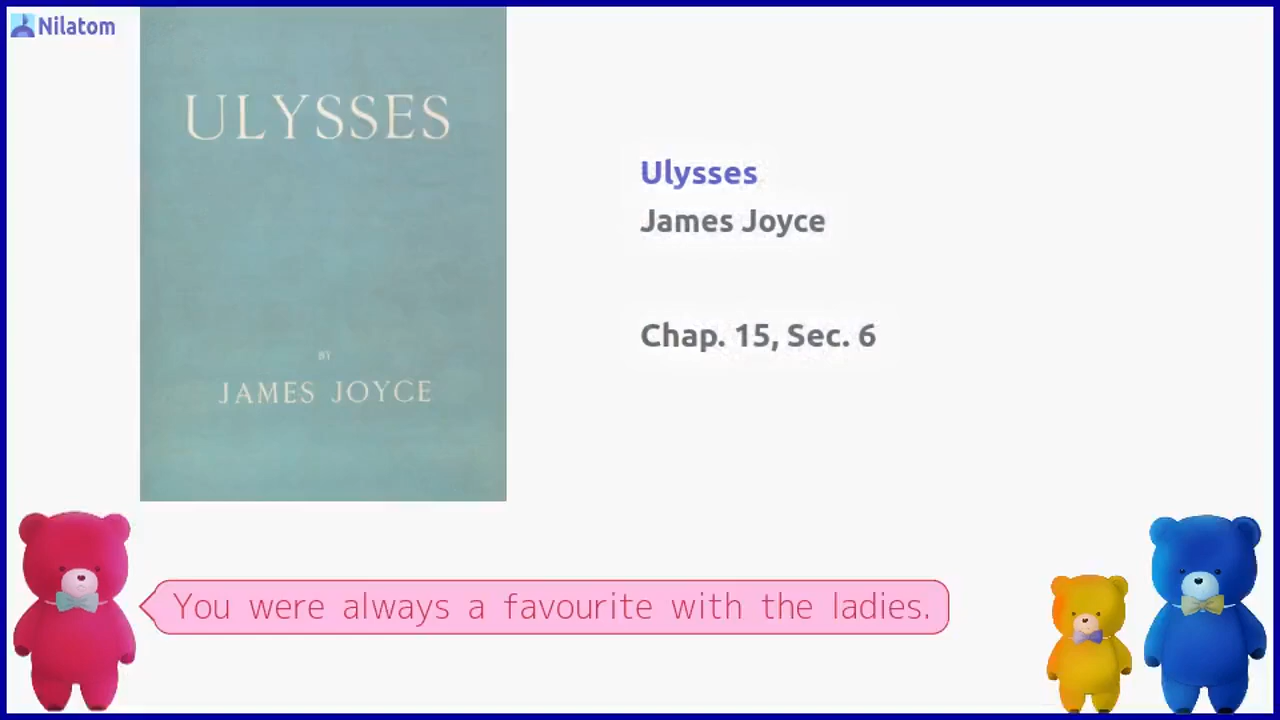 Nilatom
ULYSSES
BY
JAMES JOYCE
Ulysses
James Joyce
Chap. 15, Sec. 6
You were always a favourite with the ladies.